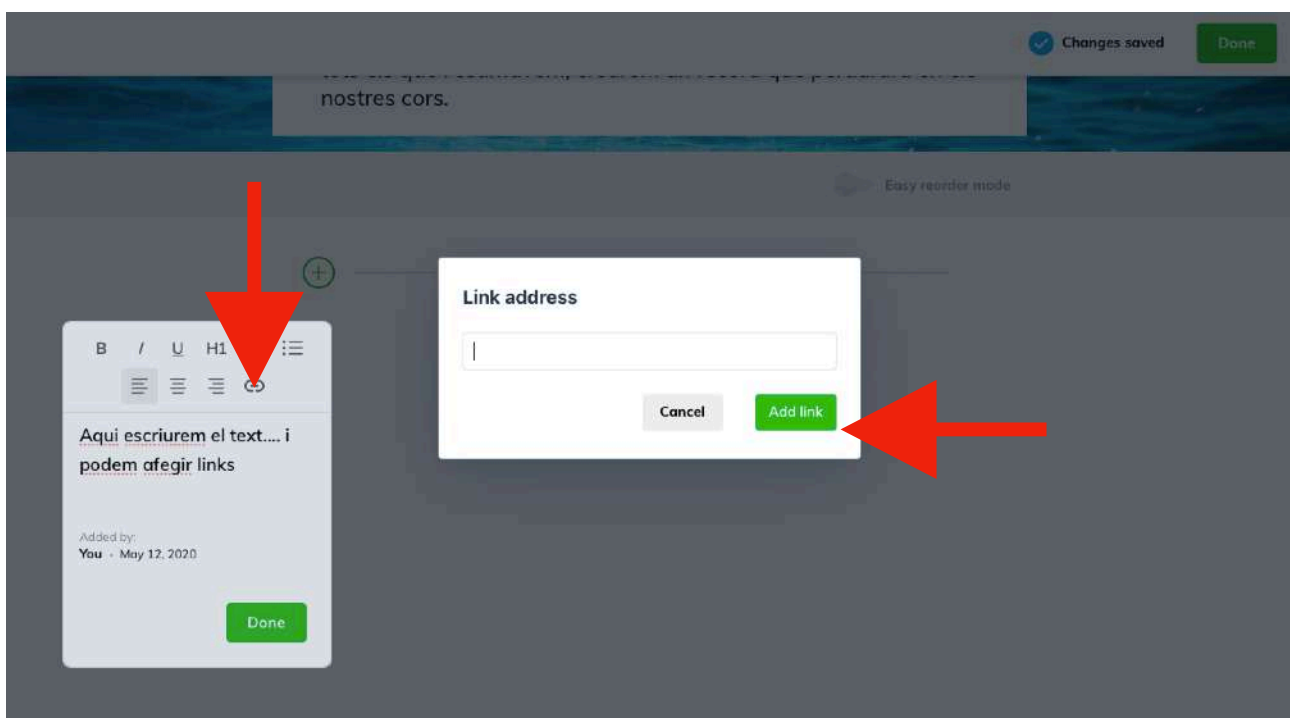 Changes saved
Done
nostres cors.
Easy reorder mode
Link address
Cancel
Add link
B I U H1
Aqui escriurem el text.... i
podem afegir links
Added by:
You - May 12, 2020
Done